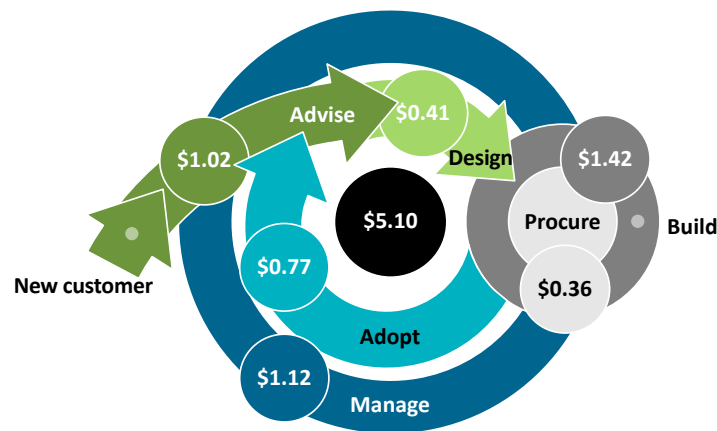 Advise
$0.41
$1.02
Design
$1.42
$5.10
Procure
Build
$0.77
New customer
$0.36
Adopt
$1.12
Manage